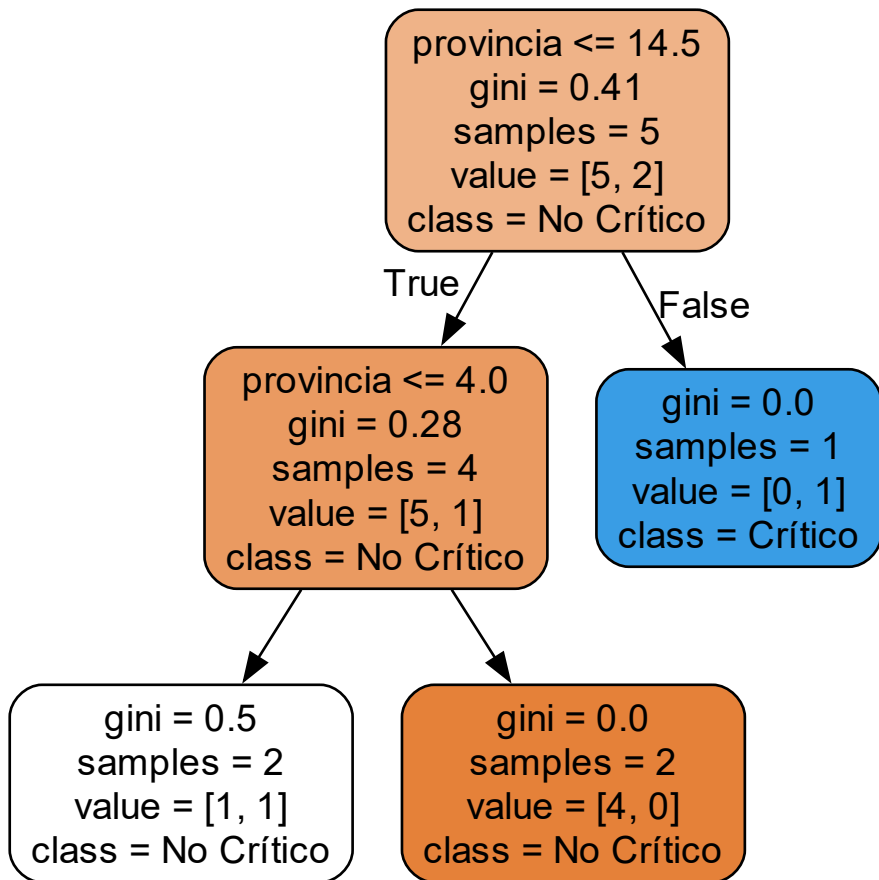 provincia <= 14.5
gini = 0.41
samples = 5
value = [5, 2]
class = No Crítico
True
False
provincia <= 4.0
gini = 0.28
samples = 4
value = [5, 1]
class = No Crítico
gini = 0.0
samples = 1
value = [0, 1]
class = Crítico
gini = 0.5
samples = 2
value = [1, 1]
class = No Crítico
gini = 0.0
samples = 2
value = [4, 0]
class = No Crítico